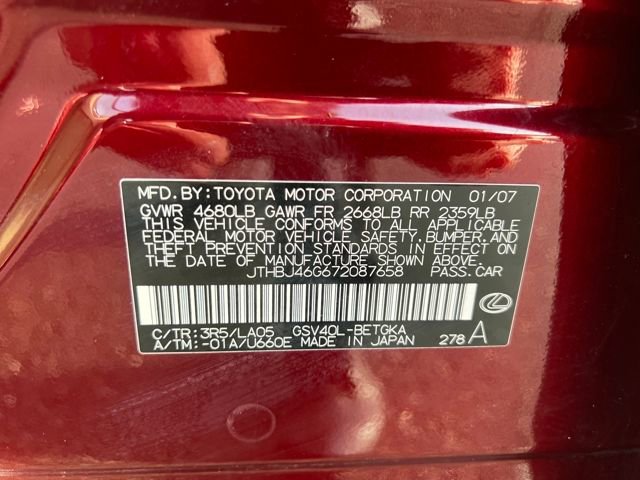 MFD. BY: TOYOTA MOTOR CORPORATION 01/07
GVWR 4680LB GAWR FR 2668LB RR 2359LB
THIS VEHICLE CONFORMS TO ALL APPLICABLE
FEDERAL MOTOR VEHICLE SAFETY, BUMPER,
AND THEFT PREVENTION STANDARDS IN EFFECT
ON THE DATE OF MANUFACTURE SHOWN ABOVE.
JTHBJ46G672087658 PASS.CAR
C/TR: 3R5/LA05 GSV40L-BETGKA
A/TM: -01A/U660E MADE IN JAPAN 278 A